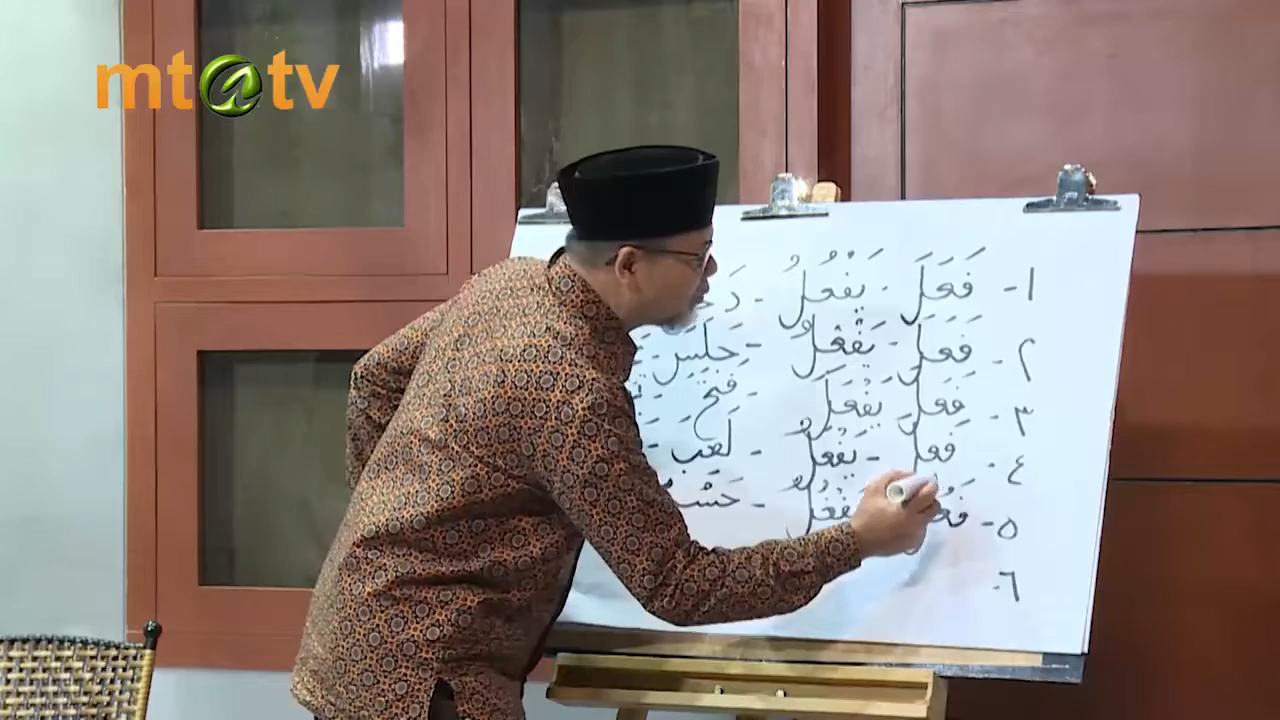 mt@tv
١- فَعَلَ - يَفْعُلُ - دَ
٢- فَعَلَ - يَفْعِلُ - جَلَسَ -
٣- فَعَلَ - يَفْعَلُ - فَتَحَ -
٤- فَعِلَ - يَفْعَلُ - لَعِبَ -
٥- يَفْعُلُ -
٦-